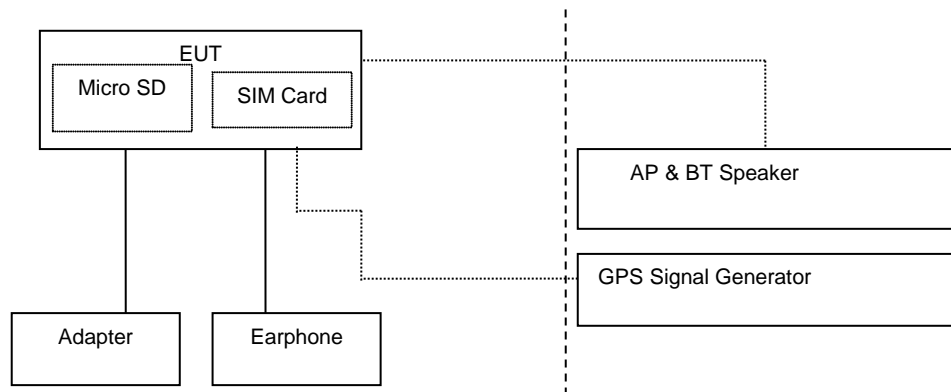 EUT
Micro SD
SIM Card
AP & BT Speaker
GPS Signal Generator
Adapter
Earphone